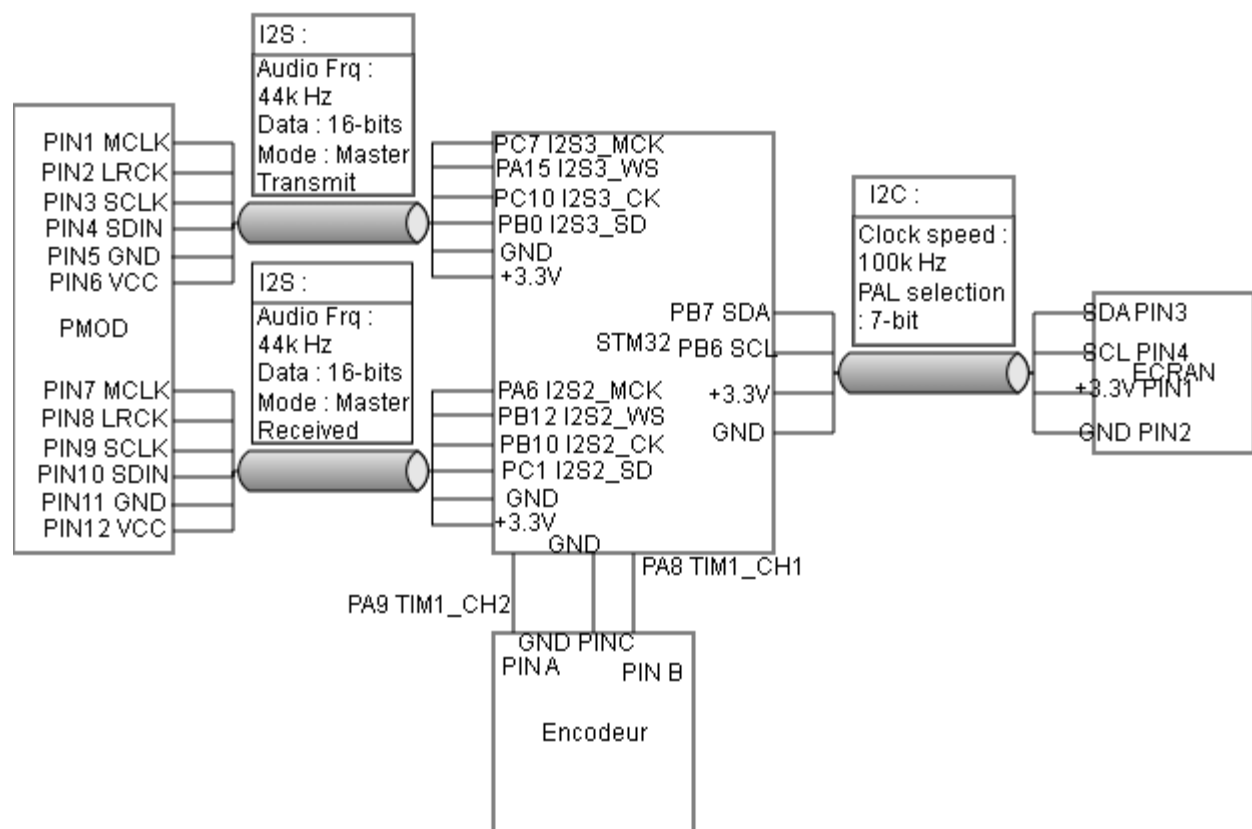 I2S :
Audio Frq :
44k Hz
Data : 16-bits
Mode : Master
Transmit
PIN1 MCLK
PIN2 LRCK
PIN3 SCLK
PIN4 SDIN
PIN5 GND
PIN6 VCC
PMOD
PIN7 MCLK
PIN8 LRCK
PIN9 SCLK
PIN10 SDIN
PIN11 GND
PIN12 VCC
I2S :
Audio Frq :
44k Hz
Data : 16-bits
Mode : Master
Received
PC7 I2S3_MCK
PA15 I2S3_WS
PC10 I2S3_CK
PB0 I2S3_SD
GND
+3.3V
STM32
PA6 I2S2_MCK
PB12 I2S2_WS
PB10 I2S2_CK
PC1 I2S2_SD
GND
+3.3V
GND
PB7 SDA
PB6 SCL
+3.3V
GND
I2C :
Clock speed :
100k Hz
PAL selection
: 7-bit
SDA PIN3
SCL PIN4
ECRAN
+3.3V PIN1
GND PIN2
PA8 TIM1_CH1
PA9 TIM1_CH2
GND PINC
PIN A
PIN B
Encodeur